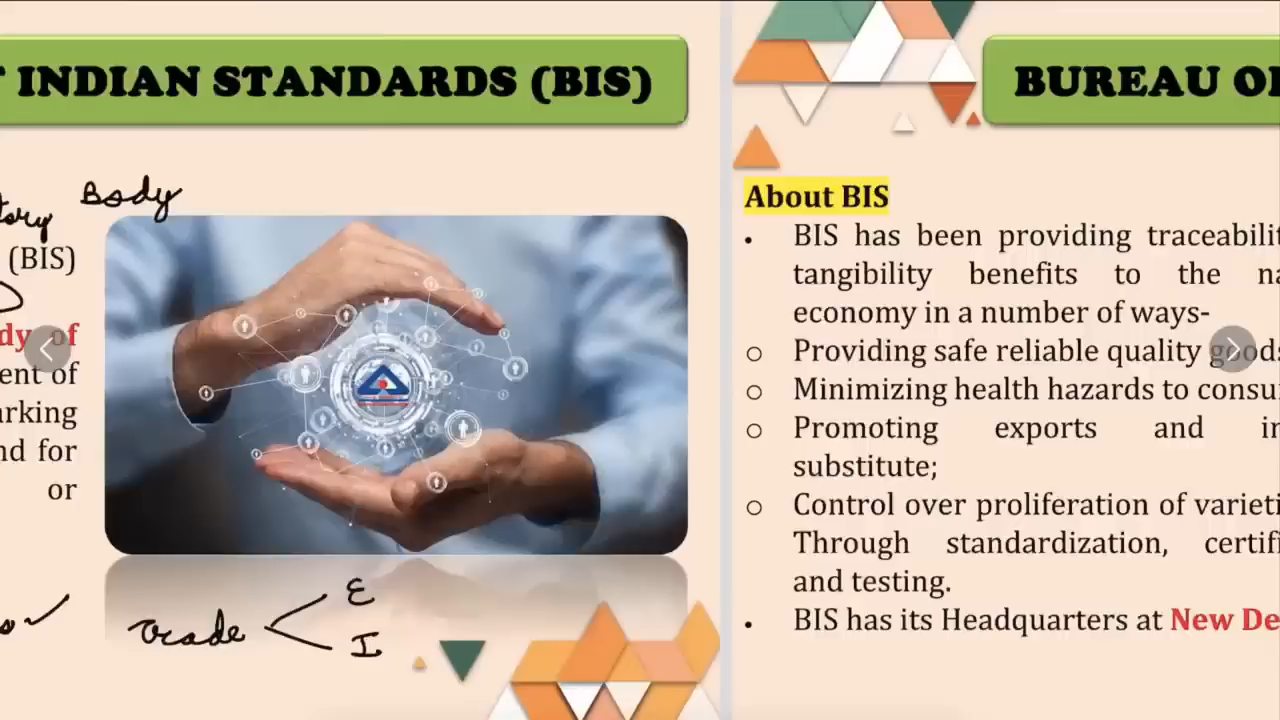 INDIAN STANDARDS (BIS)
Body
(BIS)
of
ent of
arking
nd for
or
trade
E
I
BUREAU O
About BIS
• BIS has been providing traceabilit
tangibility benefits to the na
economy in a number of ways-
o Providing safe reliable quality goods
o Minimizing health hazards to consu
o Promoting exports and in
substitute;
o Control over proliferation of varieti
Through standardization, certifi
and testing.
• BIS has its Headquarters at New De